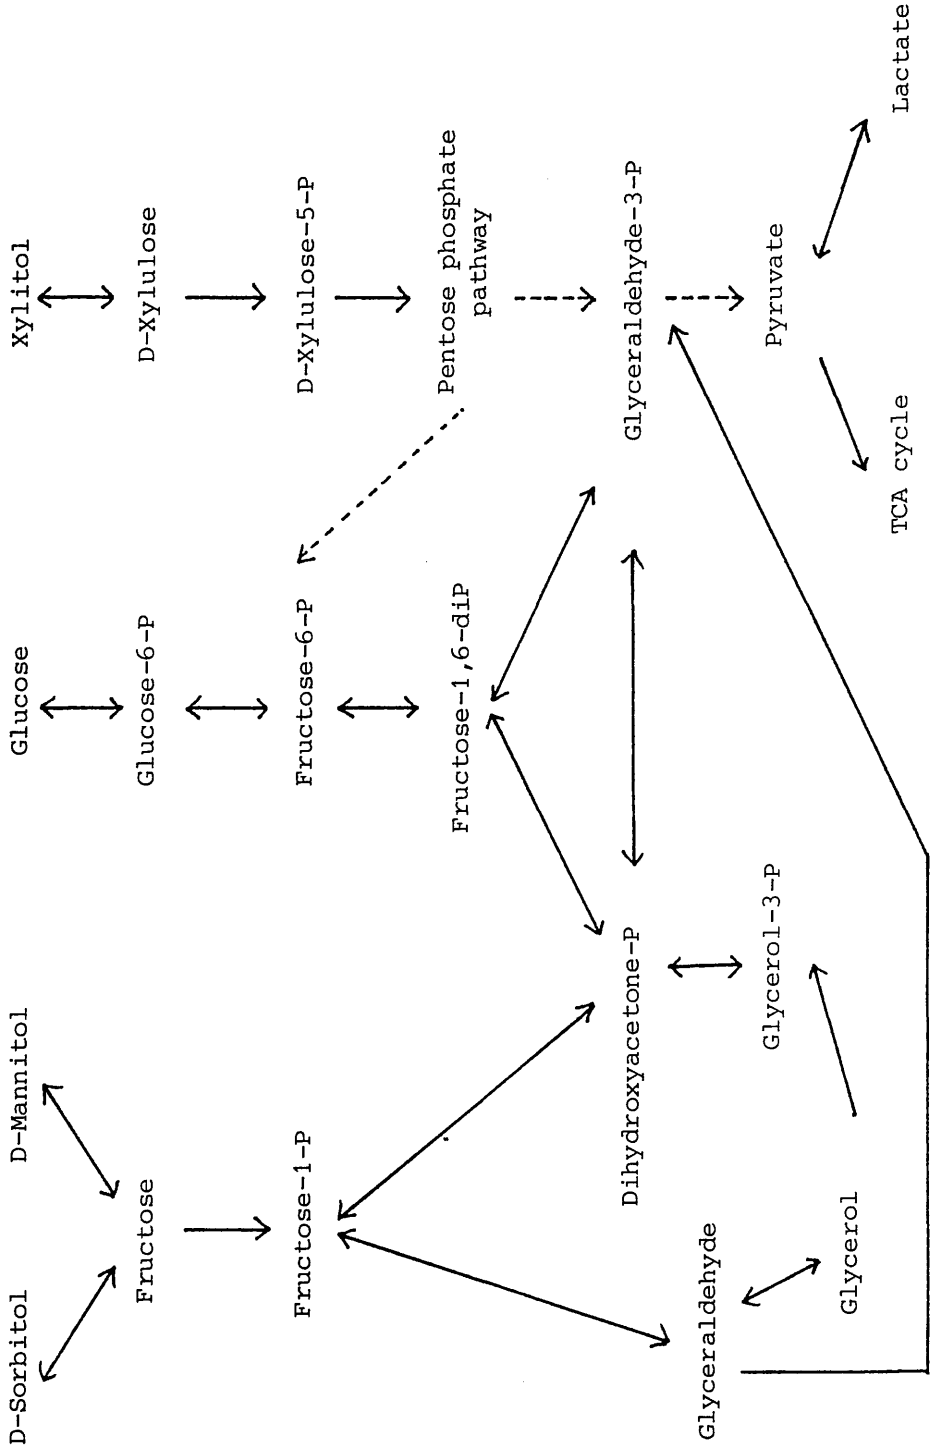 D-Sorbitol
D-Mannitol
Glucose
Xylitol
Fructose
Glucose-6-P
D-Xylulose
Fructose-1-P
Fructose-6-P
D-Xylulose-5-P
Fructose-1,6-diP
Pentose phosphate
pathway
Dihydroxyacetone-P
Glyceraldehyde-3-P
Glyceraldehyde
Glycerol-3-P
Pyruvate
Glycerol
TCA cycle
Lactate